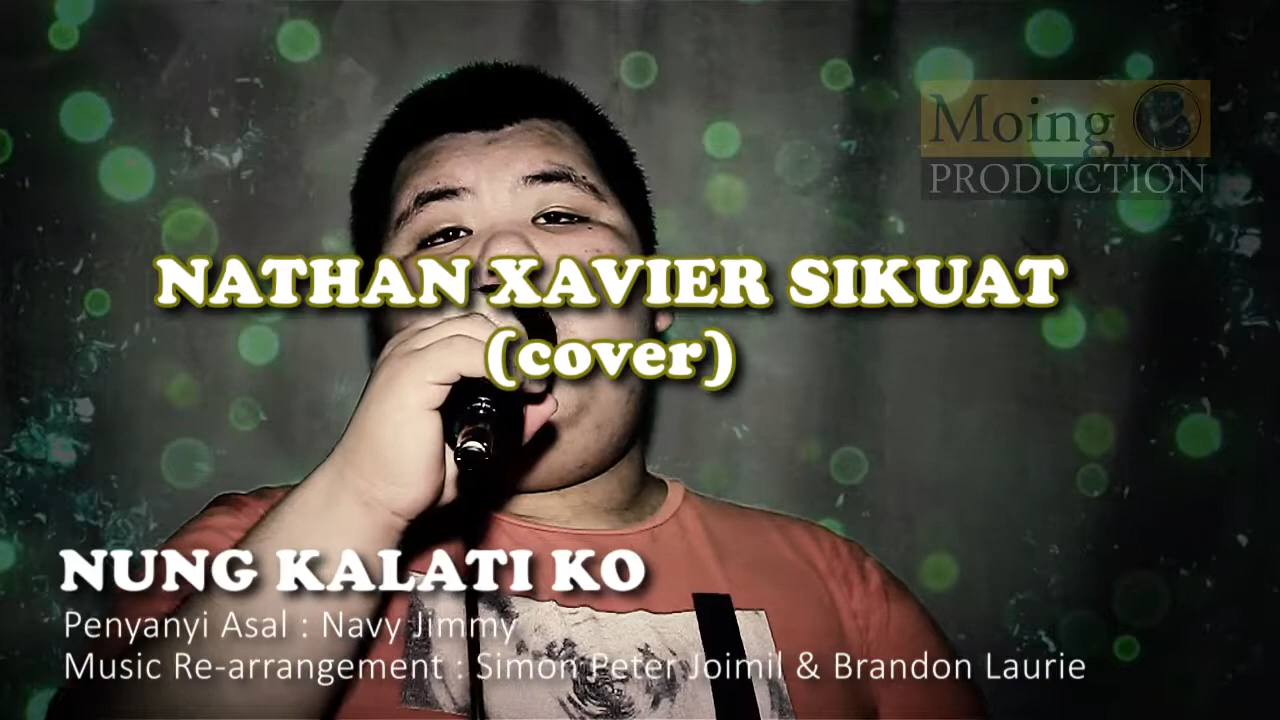 Moing
PRODUCTION
NATHAN XAVIER SIKUAT
(cover)
NUNG KALATI KO
Penyanyi Asal : Navy Jimmy
Music Re-arrangement : Simon Peter Joimil & Brandon Laurie